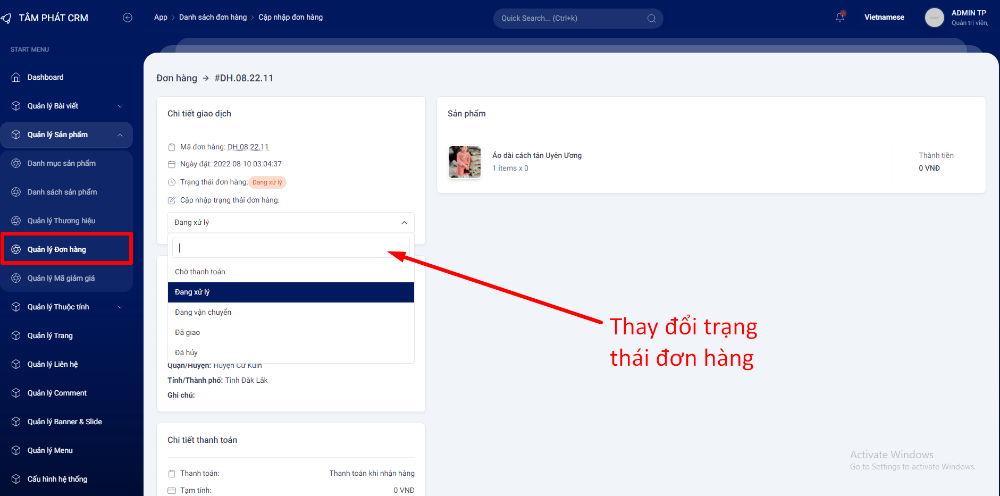 TÂM PHÁT CRM
App > Danh sách đơn hàng > Cập nhập đơn hàng
Quick Search... (Ctrl+k)
Vietnamese
ADMIN TP
Quản trị viên,
START MENU
Dashboard
Quản lý Bài viết
Quản lý Sản phẩm
Danh mục sản phẩm
Danh sách sản phẩm
Quản lý Thương hiệu
Quản lý Đơn hàng
Quản lý Mã giảm giá
Quản lý Thuộc tính
Quản lý Trang
Quản lý Liên hệ
Quản lý Comment
Quản lý Banner & Slide
Quản lý Menu
Cấu hình hệ thống
Đơn hàng → #DH.08.22.11
Chi tiết giao dịch
Mã đơn hàng: DH.08.22.11
Ngày đặt: 2022-08-10 03:04:37
Trạng thái đơn hàng: Đang xử lý
Cập nhập trạng thái đơn hàng:
Đang xử lý
Chờ thanh toán
Đang xử lý
Đang vận chuyển
Đã giao
Đã hủy
Quận/Huyện: Huyện Cư Kuin
Tỉnh/Thành phố: Tỉnh Đắk Lắk
Ghi chú:
Chi tiết thanh toán
Thanh toán: Thanh toán khi nhận hàng
Tạm tính: 0 VNĐ
Sản phẩm
Áo dài cách tân Uyên Ương
1 items x 0
Thành tiền
0 VNĐ
Thay đổi trạng
thái đơn hàng
Activate Windows
Go to Settings to activate Windows.